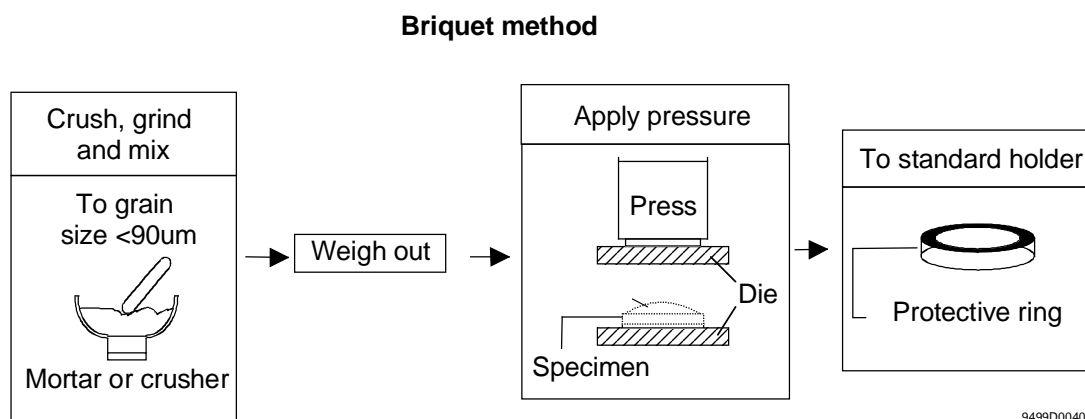 Briquet method
Crush, grind
and mix
To grain
size <90um
Mortar or crusher
Weigh out
Apply pressure
Press
Die
Specimen
To standard holder
Protective ring
9499D0040